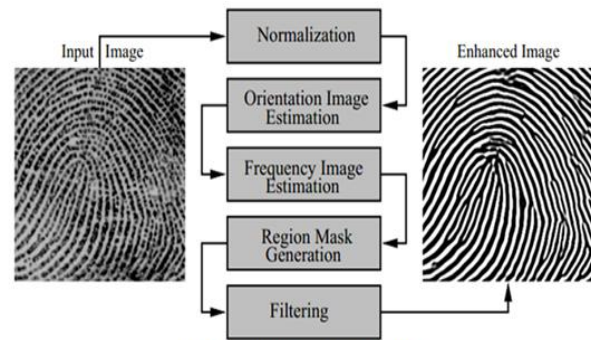 Input Image
Normalization
Enhanced Image
Orientation Image
Estimation
Frequency Image
Estimation
Region Mask
Generation
Filtering